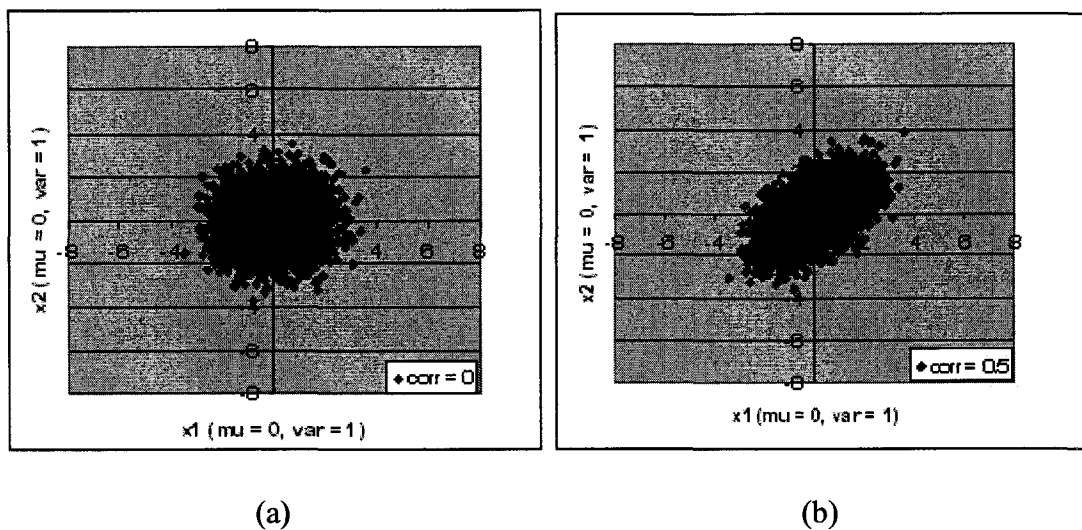 8
6
4
-8 -6 -4 4 6 8
-4
-6
-8
x2 (mu = 0, var = 1)
corr = 0
x1 (mu = 0, var = 1)
(a)
8
6
4
-8 -6 -4 4 6 8
-4
-6
-8
x2 (mu = 0, var = 1)
corr = 0.5
x1 (mu = 0, var = 1)
(b)